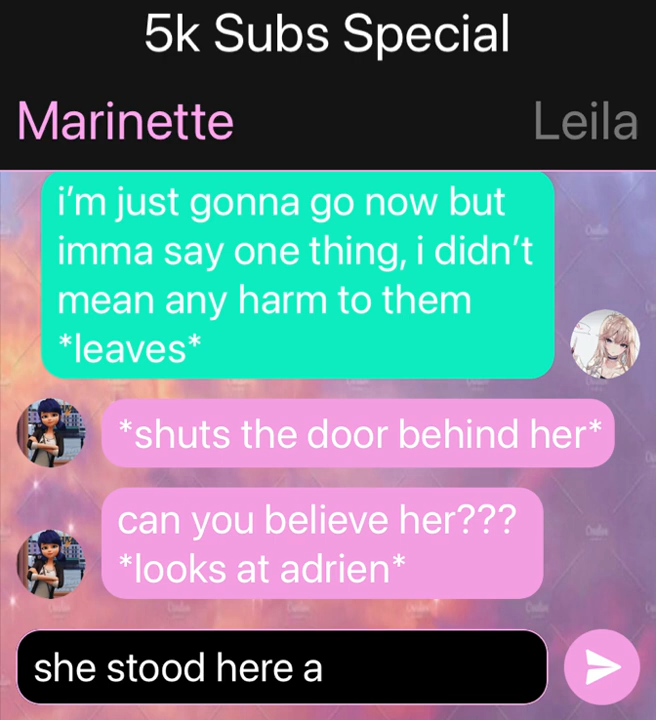 5k Subs Special
Marinette Leila
i’m just gonna go now but
imma say one thing, i didn’t
mean any harm to them
*leaves*
*shuts the door behind her*
can you believe her???
*looks at adrien*
she stood here a